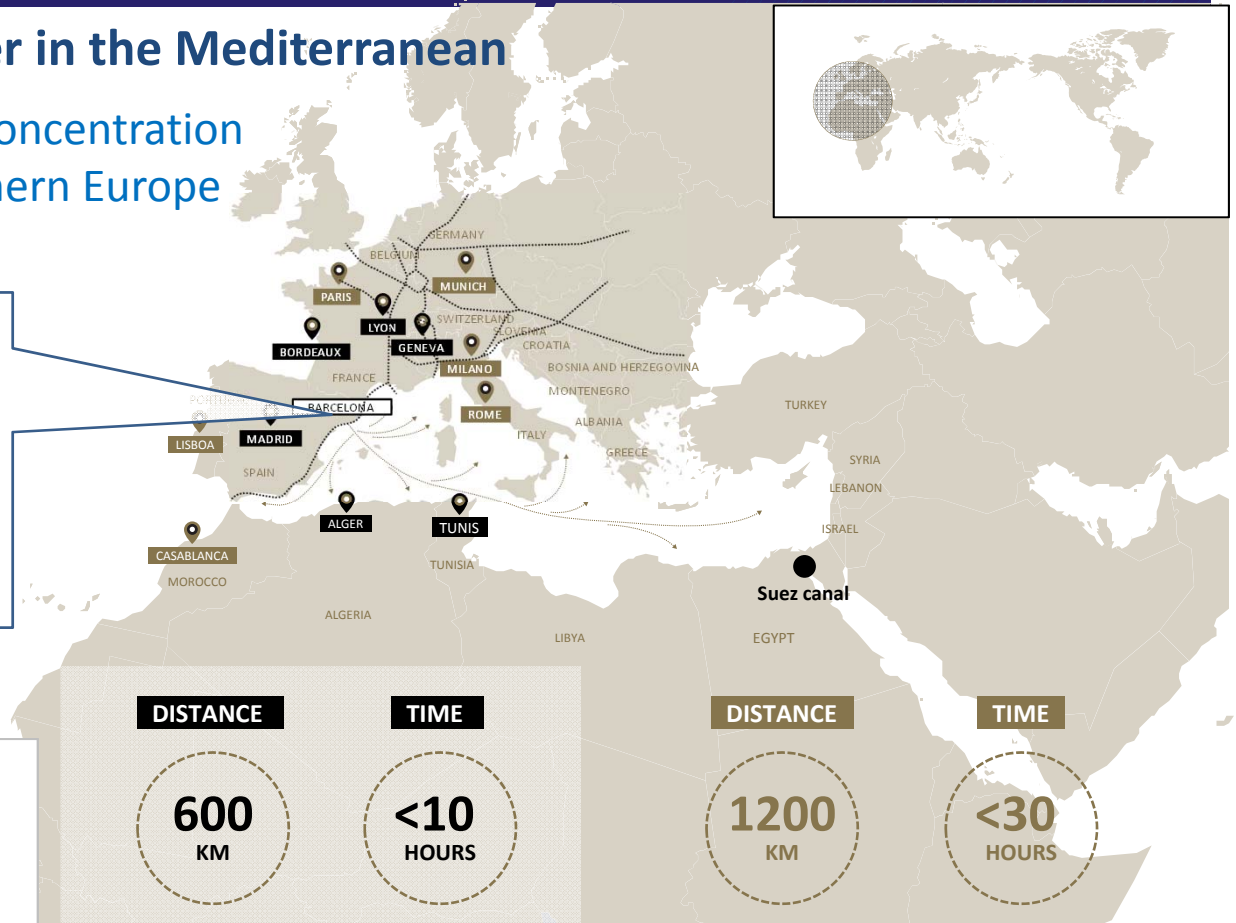 er in the Mediterranean
oncentration
hern Europe
GERMANY
BELGIUM
MUNICH
PARIS
LYON
SWITZERLAND
SLOVENIA
BORDEAUX
GENEVA
CROATIA
MILANO
BOSNIA AND HERZEGOVINA
FRANCE
MONTENEGRO
BARCELONA
ROME
TURKEY
ALBANIA
LISBOA
MADRID
ITALY
GREECE
SYRIA
SPAIN
LEBANON
ALGER
TUNIS
ISRAEL
CASABLANCA
TUNISIA
MOROCCO
Suez canal
ALGERIA
LIBYA
EGYPT
DISTANCE
TIME
DISTANCE
TIME
600
KM
<10
HOURS
1200
KM
<30
HOURS